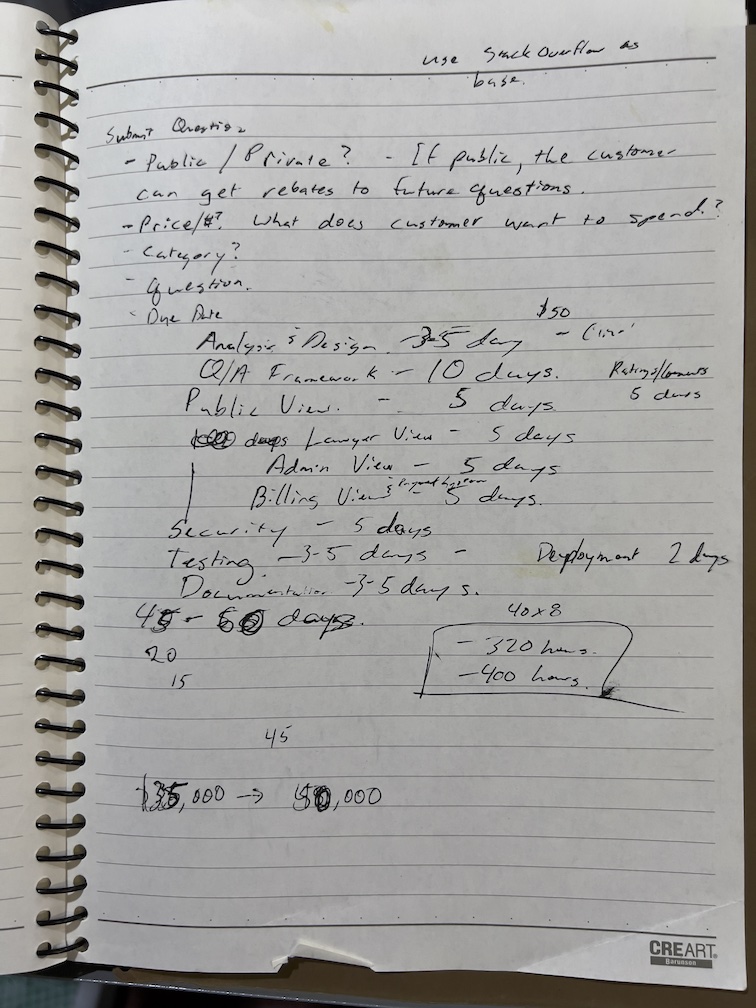 use Stack Overflow as
base.
Submit Question
- Public / Private? - If public, the customer
can get rebates to future questions.
- Price/#? What does customer want to spend?
- Category?
- Question.
- Due Date
$50
Analysis & Design - 3-5 day -
Q/A Framework - 10 days.
Ratings/Comments
5 days
Public View. - 5 days
days Lawyer View - 5 days
Admin View - 5 days
Billing View & Payment System - 5 days.
Security - 5 days
Testing - 3-5 days - Deployment 2 days
Documentation - 3-5 days.
45 - 50 days.
40x8
- 320 hours.
- 400 hours.
20
15
45
$35,000 → 50,000
CREART
Barunson